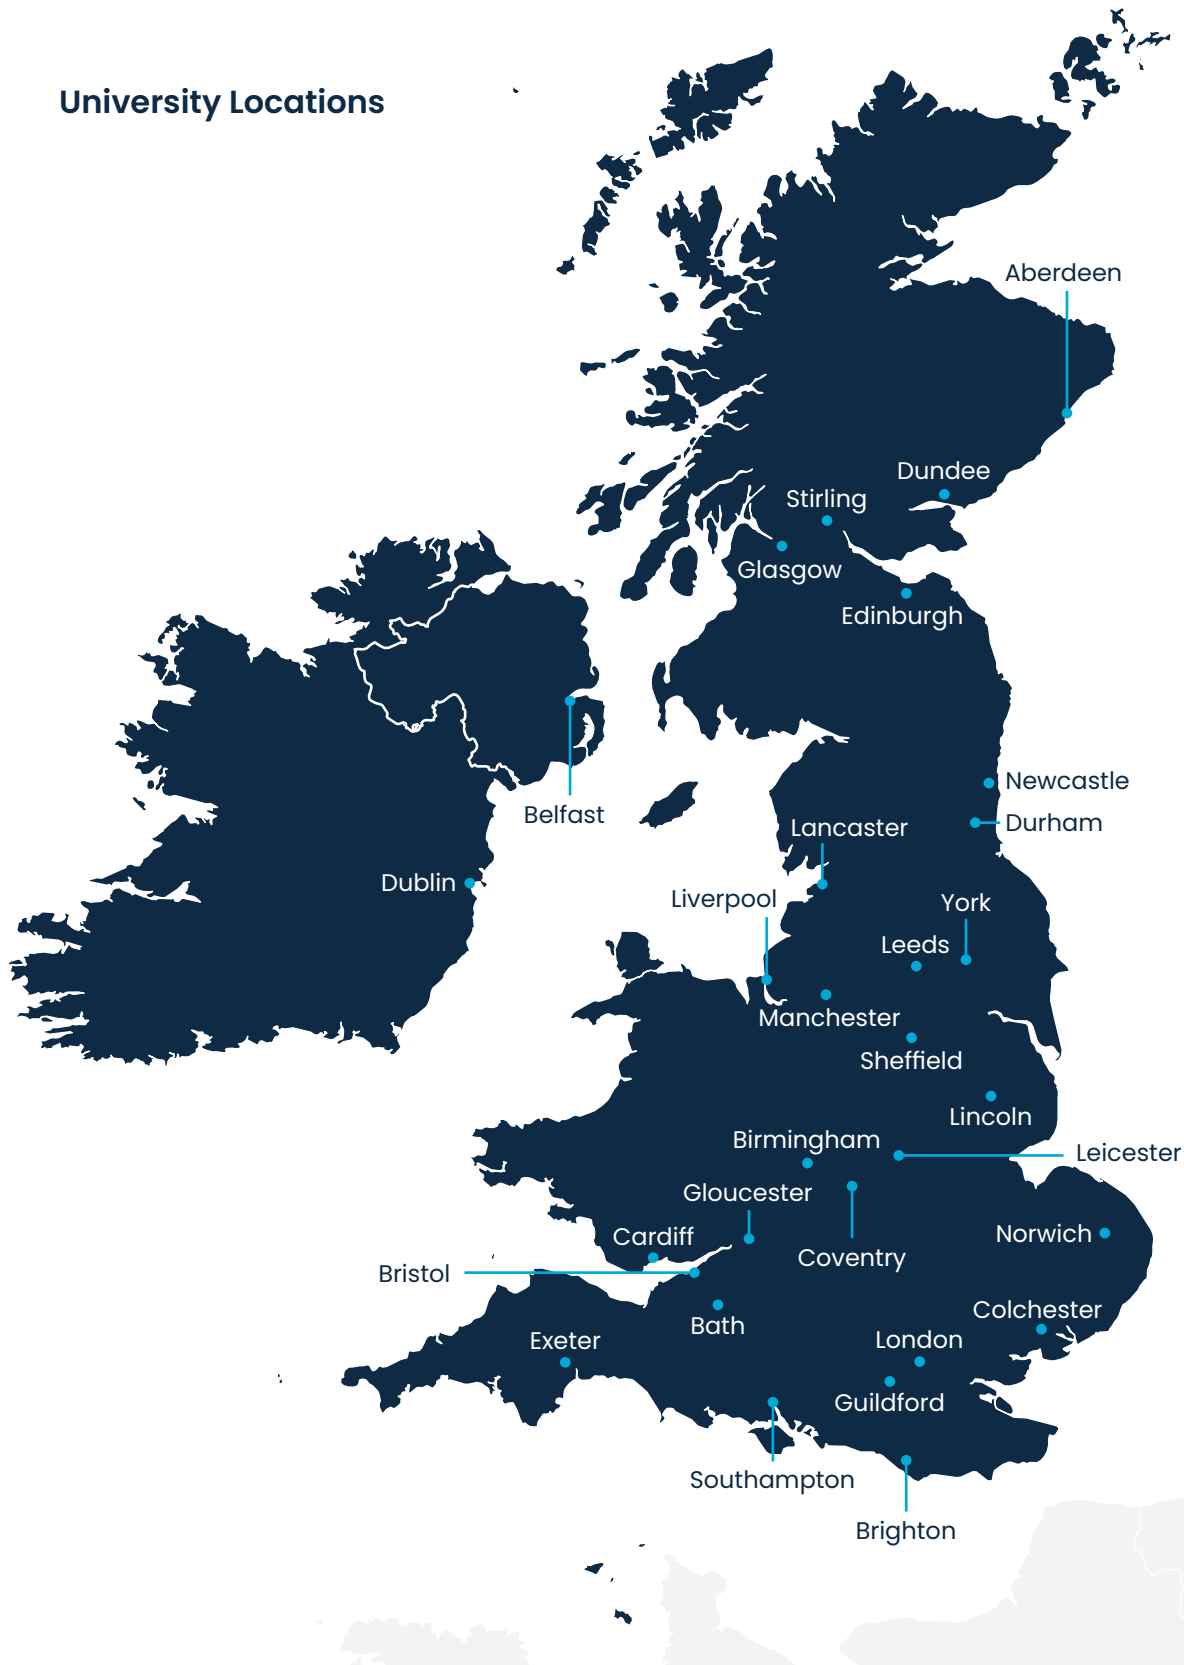 University Locations
Aberdeen
Dundee
Stirling
Glasgow
Edinburgh
Newcastle
Belfast
Durham
Lancaster
Dublin
Liverpool
York
Leeds
Manchester
Sheffield
Lincoln
Birmingham
Leicester
Gloucester
Cardiff
Norwich
Coventry
Bristol
Colchester
Bath
Exeter
London
Guildford
Southampton
Brighton